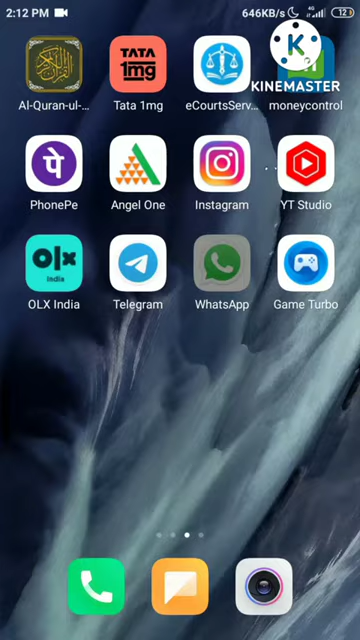 2:12 PM
646KB/s 4G 12
KINEMASTER
TATA
1mg
Al-Quran-ul-...
Tata 1mg
eCourtsServ...
moneycontrol
PhonePe
Angel One
Instagram
YT Studio
olx
India
OLX India
Telegram
WhatsApp
Game Turbo